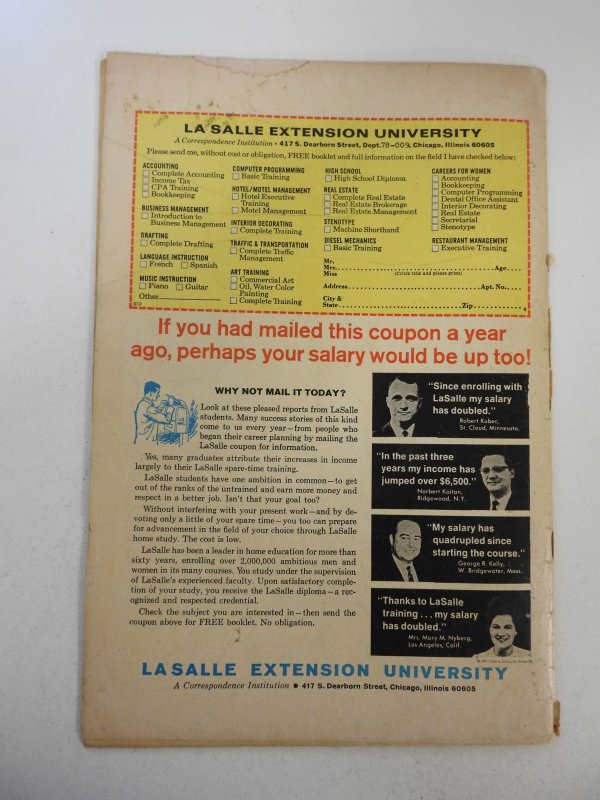 LA SALLE EXTENSION UNIVERSITY
A Correspondence Institution • 417 S. Dearborn Street, Dept. 78-009, Chicago, Illinois 60605
Please send me, without cost or obligation, FREE booklet and full information on the field I have checked below:
ACCOUNTING
Complete Accounting
Income Tax
CPA Training
Bookkeeping
BUSINESS MANAGEMENT
Introduction to
Business Management
DRAFTING
Complete Drafting
LANGUAGE INSTRUCTION
French Spanish
MUSIC INSTRUCTION
Piano Guitar
Other
COMPUTER PROGRAMMING
Basic Training
HOTEL/MOTEL MANAGEMENT
Hotel Executive
Training
Motel Management
INTERIOR DECORATING
Complete Training
TRAFFIC & TRANSPORTATION
Complete Traffic
Management
ART TRAINING
Commercial Art
Oil, Water Color
Painting
Complete Training
HIGH SCHOOL
High School Diploma
REAL ESTATE
Complete Real Estate
Real Estate Brokerage
Real Estate Management
STENOTYPE
Machine Shorthand
DIESEL MECHANICS
Basic Training
CAREERS FOR WOMEN
Accounting
Bookkeeping
Computer Programming
Dental Office Assistant
Interior Decorating
Real Estate
Secretarial
Stenotype
RESTAURANT MANAGEMENT
Executive Training
Mr.
Mrs. Age
Miss (Circle title and please print)
Address Apt. No.
City &
State Zip
If you had mailed this coupon a year
ago, perhaps your salary would be up too!
WHY NOT MAIL IT TODAY?
Look at these pleased reports from LaSalle
students. Many success stories of this kind
come to us every year—from people who
began their career planning by mailing the
LaSalle coupon for information.
Yes, many graduates attribute their increases in income
largely to their LaSalle spare-time training.
LaSalle students have one ambition in common—to get
out of the ranks of the untrained and earn more money and
respect in a better job. Isn't that your goal too?
Without interfering with your present work—and by de-
voting only a little of your spare time—you too can prepare
for advancement in the field of your choice through LaSalle
home study. The cost is low.
LaSalle has been a leader in home education for more than
sixty years, enrolling over 2,000,000 ambitious men and
women in its many courses. You study under the supervision
of LaSalle's experienced faculty. Upon satisfactory comple-
tion of your study, you receive the LaSalle diploma—a rec-
ognized and respected credential.
Check the subject you are interested in—then send the
coupon above for FREE booklet. No obligation.
"Since enrolling with
LaSalle my salary
has doubled."
Robert Kubec,
St. Cloud, Minnesota.
"In the past three
years my income has
jumped over $6,500."
Norbert Kaitan,
Ridgewood, N.Y.
"My salary has
quadrupled since
starting the course."
George R. Kelly,
W. Bridgewater, Mass.
"Thanks to LaSalle
training . . . my salary
has doubled."
Mrs. Mary M. Nyberg,
Los Angeles, Calif.
LA SALLE EXTENSION UNIVERSITY
A Correspondence Institution • 417 S. Dearborn Street, Chicago, Illinois 60605